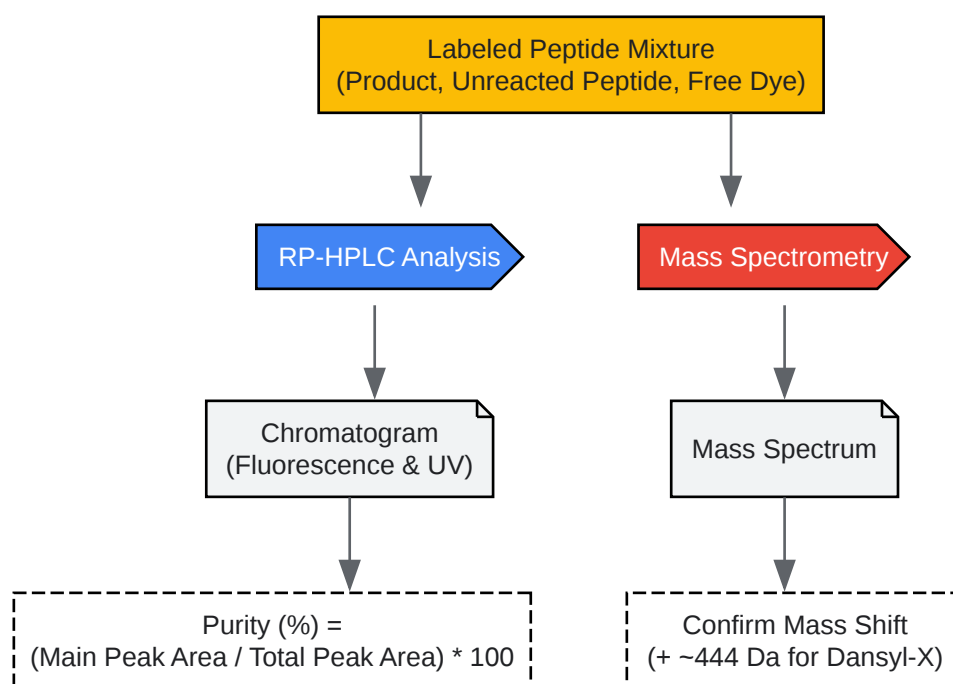 Labeled Peptide Mixture
(Product, Unreacted Peptide, Free Dye)
RP-HPLC Analysis
Mass Spectrometry
Chromatogram
(Fluorescence & UV)
Mass Spectrum
Purity (%) =
(Main Peak Area / Total Peak Area) * 100
Confirm Mass Shift
(+ ~444 Da for Dansyl-X)